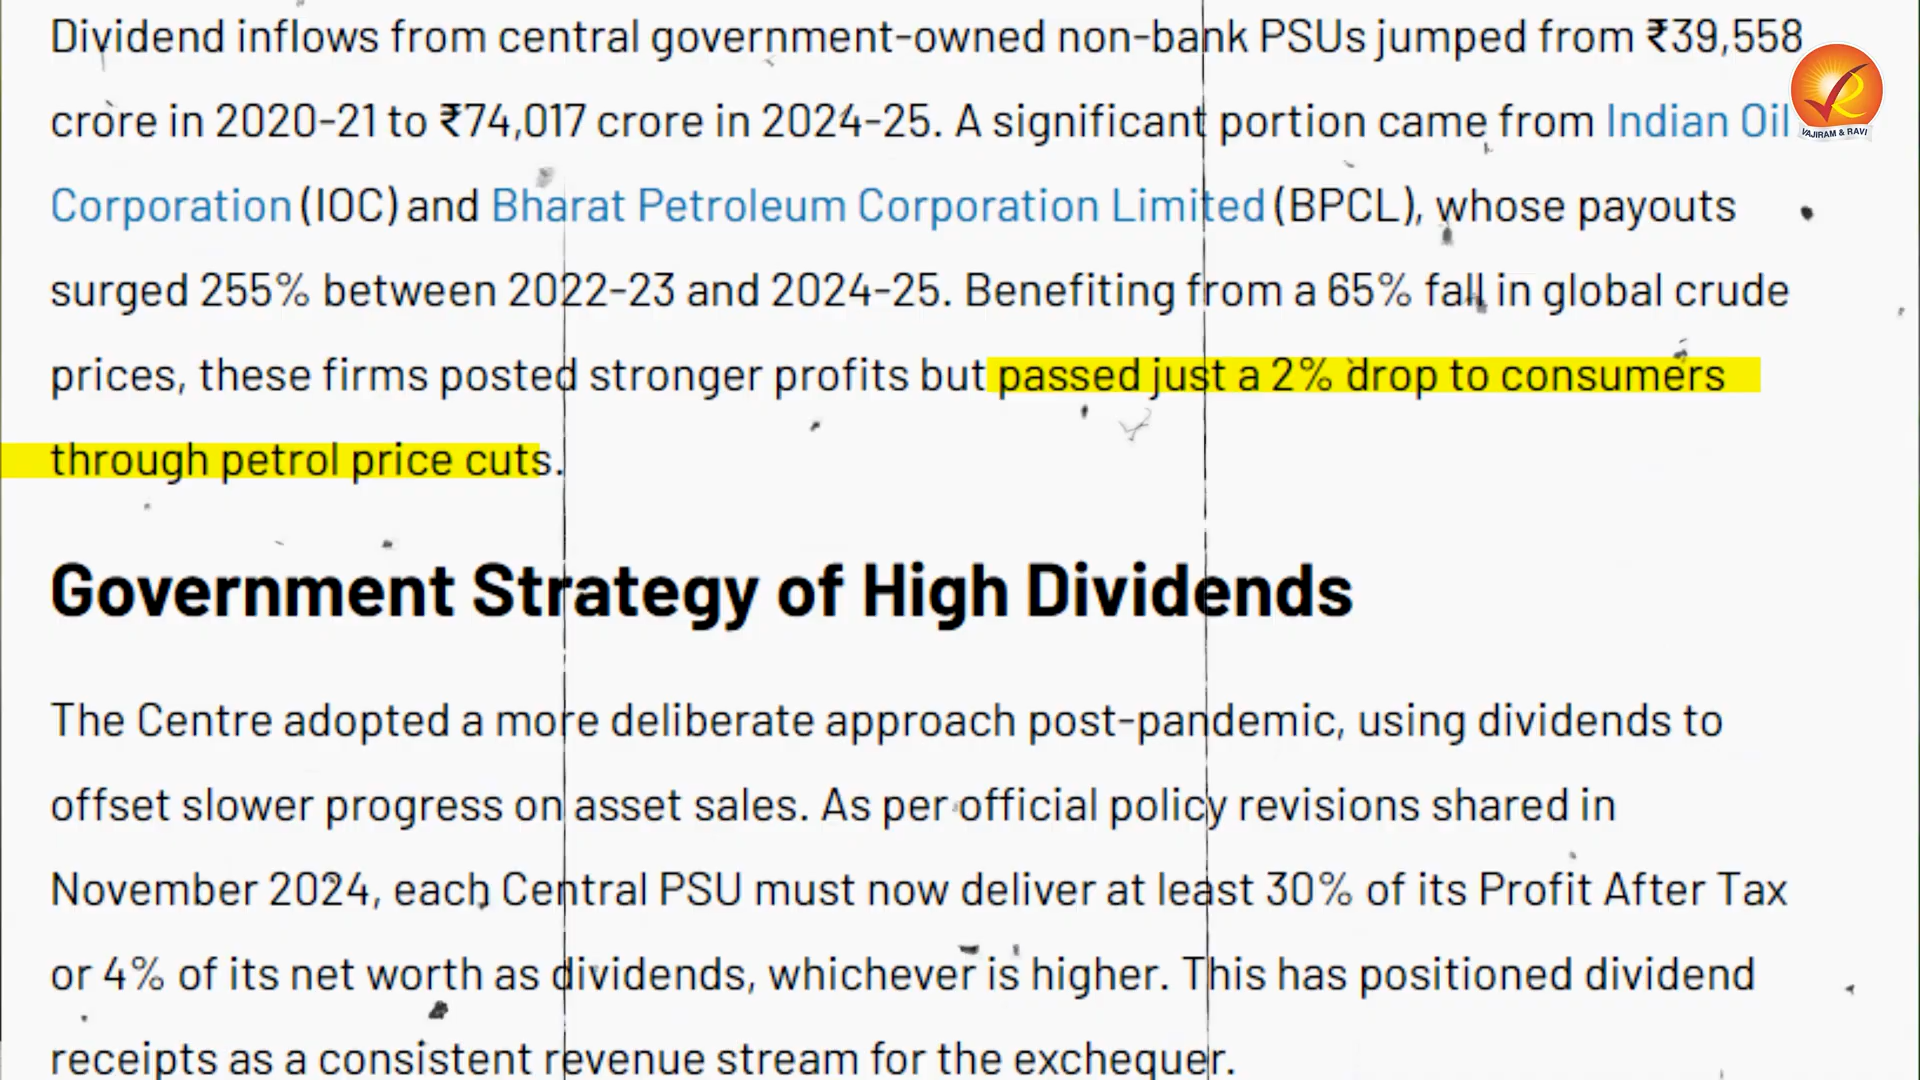 Dividend inflows from central government-owned non-bank PSUs jumped from ₹39,558
crore in 2020-21 to ₹74,017 crore in 2024-25. A significant portion came from Indian Oil
Corporation (IOC) and Bharat Petroleum Corporation Limited (BPCL), whose payouts
surged 255% between 2022-23 and 2024-25. Benefiting from a 65% fall in global crude
prices, these firms posted stronger profits but passed just a 2% drop to consumers
through petrol price cuts.
Government Strategy of High Dividends
The Centre adopted a more deliberate approach post-pandemic, using dividends to
offset slower progress on asset sales. As per official policy revisions shared in
November 2024, each Central PSU must now deliver at least 30% of its Profit After Tax
or 4% of its net worth as dividends, whichever is higher. This has positioned dividend
receipts as a consistent revenue stream for the exchequer.
VAJIRAM & RAVI